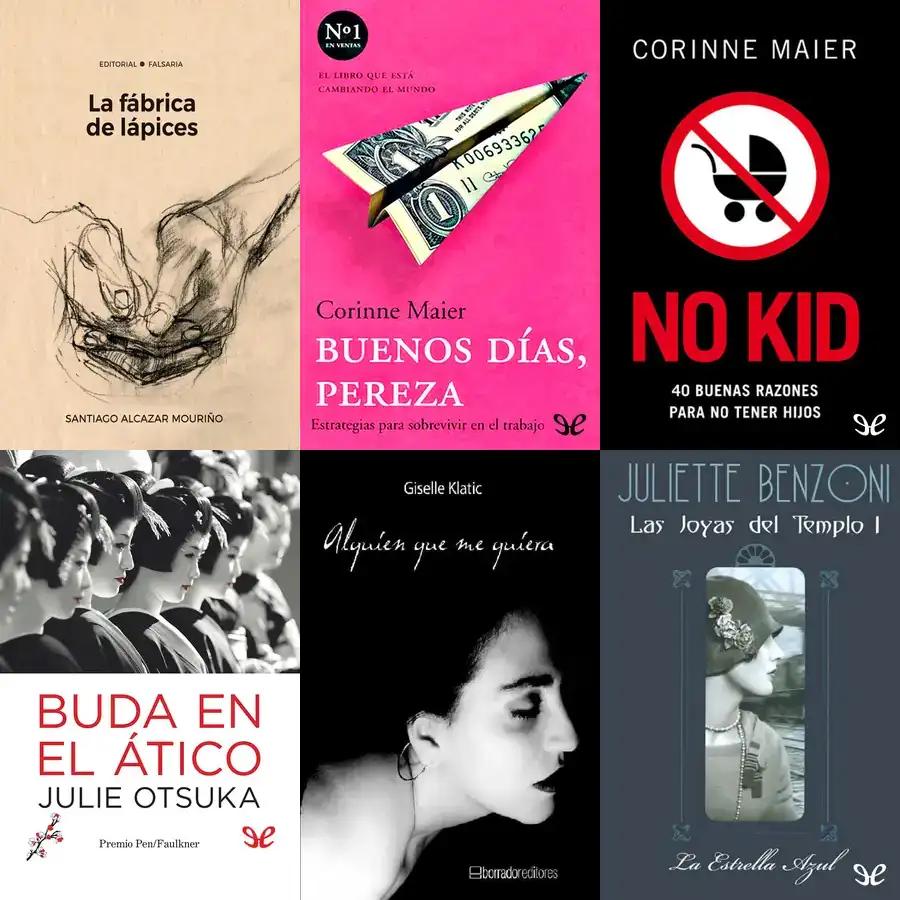 EDITORIAL ● FALSARIA
La fábrica
de lápices
SANTIAGO ALCAZAR MOURIÑO
Nº1
EN VENTAS
EL LIBRO QUE ESTÁ
CAMBIANDO EL MUNDO
K 00693362
11
1
Corinne Maier
BUENOS DÍAS,
PEREZA
Estrategias para sobrevivir en el trabajo
CORINNE MAIER
NO KID
40 BUENAS RAZONES
PARA NO TENER HIJOS
BUDA EN
EL ÁTICO
JULIE OTSUKA
Premio Pen/Faulkner
Giselle Klatic
Alguien que me quiera
borradoreditores
JULIETTE BENZONI
Las Joyas del Templo I
La Estrella Azul